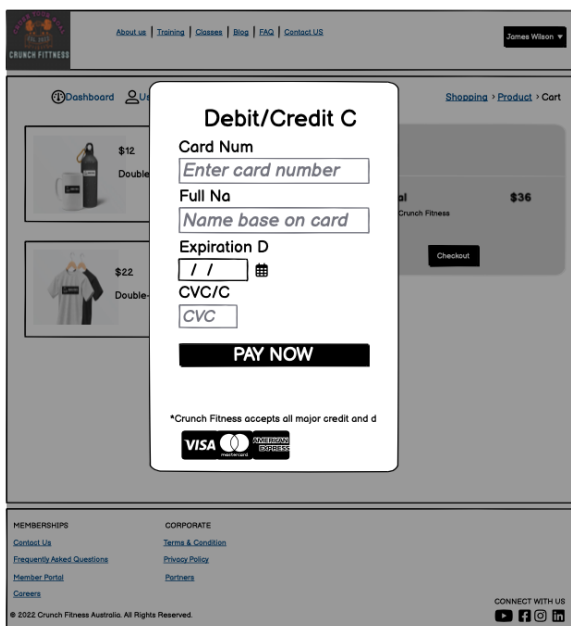 CRUNCH FITTNESS
About us | Training | Classes | Blog | FAQ | Contact US
James Wilson
Dashboard
Shopping > Product > Cart
Debit/Credit C
Card Num
Enter card number
Full Na
Name base on card
Expiration D
/ /
CVC/C
CVC
PAY NOW
*Crunch Fitness accepts all major credit and d
VISA
mastercard
AMERICAN
EXPRESS
$12
Double
$22
Double-
al
$36
Crunch Fitness
Checkout
MEMBERSHIPS
Contact Us
Frequently Asked Questions
Member Portal
Careers
CORPORATE
Terms & Condition
Privacy Policy
Partners
© 2022 Crunch Fitness Australia. All Rights Reserved.
CONNECT WITH US